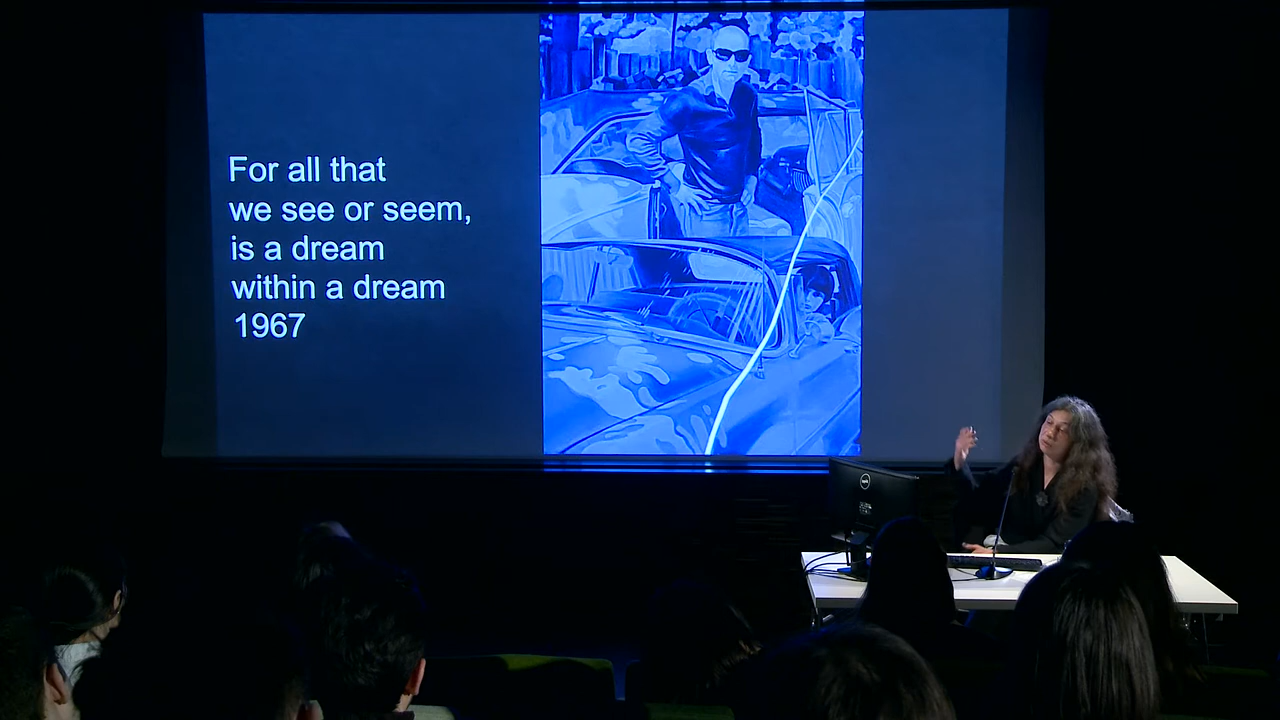 For all that
we see or seem,
is a dream
within a dream
1967